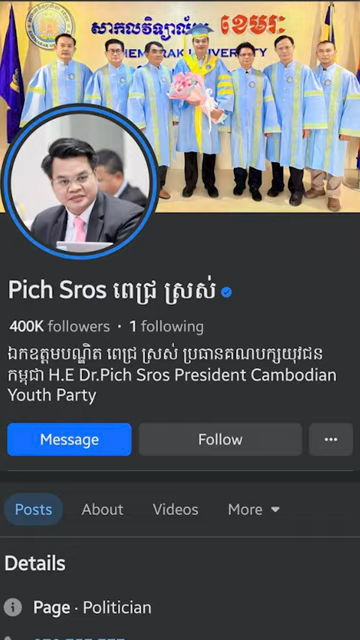 សាកលវិទ្យាល័យ ខេមរៈ
KHEMARAK UNIVERSITY
Pich Sros ពេជ្រ ស្រស់
400K followers · 1 following
ឯកឧត្តមបណ្ឌិត ពេជ្រ ស្រស់ ប្រធានគណបក្សយុវជន
កម្ពុជា H.E Dr.Pich Sros President Cambodian
Youth Party
Message
Follow
Posts
About
Videos
More
Details
Page · Politician